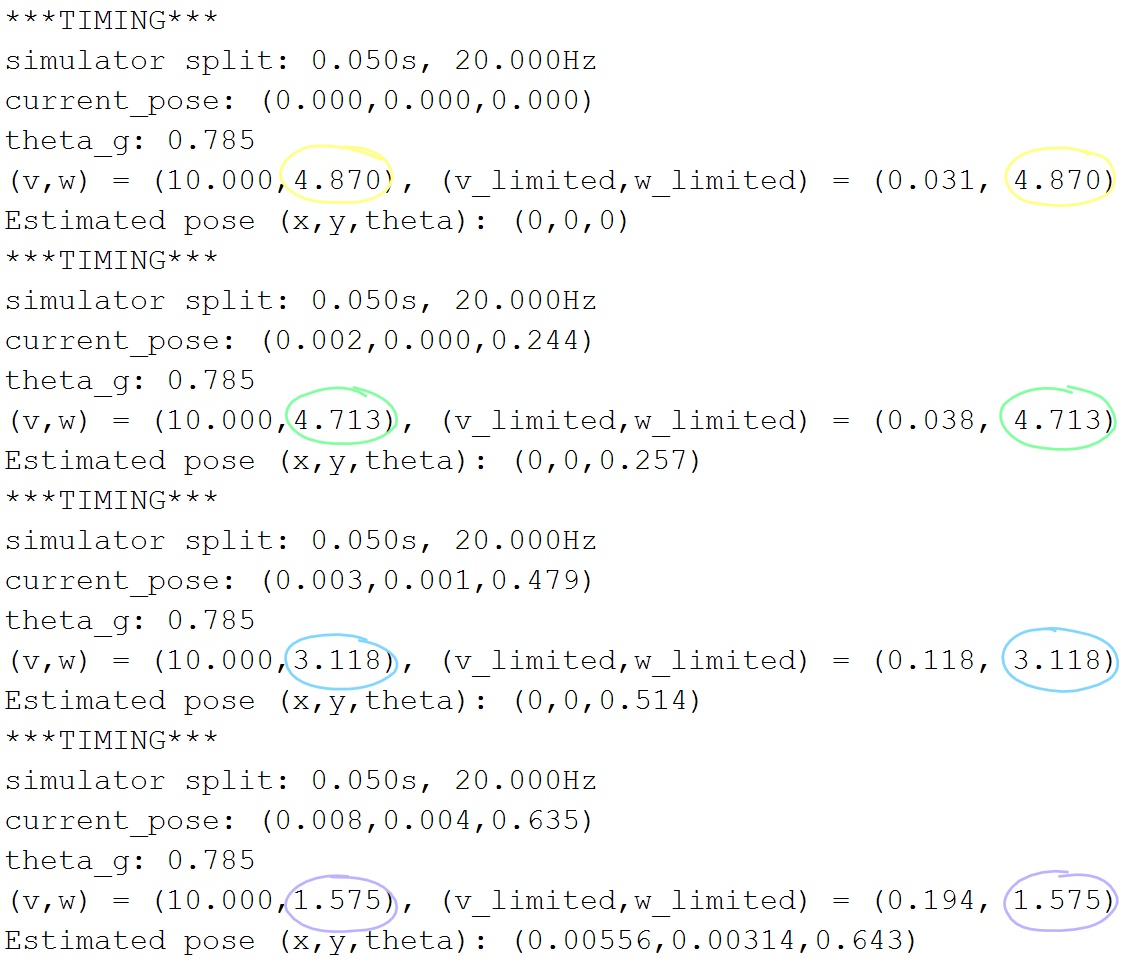 ***TIMING***
simulator split: 0.050s, 20.000Hz
current_pose: (0.000,0.000,0.000)
theta_g: 0.785
(v,w) = (10.000,4.870), (v_limited,w_limited) = (0.031, 4.870)
Estimated pose (x,y,theta): (0,0,0)
***TIMING***
simulator split: 0.050s, 20.000Hz
current_pose: (0.002,0.000,0.244)
theta_g: 0.785
(v,w) = (10.000,4.713), (v_limited,w_limited) = (0.038, 4.713)
Estimated pose (x,y,theta): (0,0,0.257)
***TIMING***
simulator split: 0.050s, 20.000Hz
current_pose: (0.003,0.001,0.479)
theta_g: 0.785
(v,w) = (10.000,3.118), (v_limited,w_limited) = (0.118, 3.118)
Estimated pose (x,y,theta): (0,0,0.514)
***TIMING***
simulator split: 0.050s, 20.000Hz
current_pose: (0.008,0.004,0.635)
theta_g: 0.785
(v,w) = (10.000,1.575), (v_limited,w_limited) = (0.194, 1.575)
Estimated pose (x,y,theta): (0.00556,0.00314,0.643)